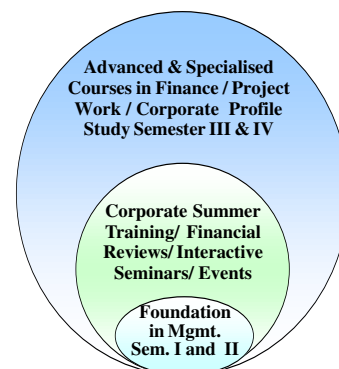 Advanced & Specialised
Courses in Finance / Project
Work / Corporate Profile
Study Semester III & IV
Corporate Summer
Training/ Financial
Reviews/ Interactive
Seminars/ Events
Foundation
in Mgmt.
Sem. I and II